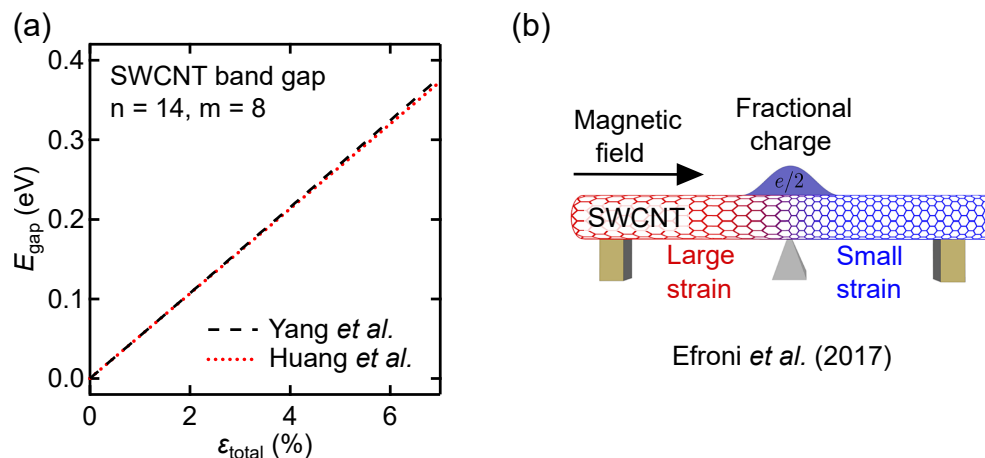 (a)
0.4
0.3
0.2
0.1
0.0
E_gap (eV)
SWCNT band gap
n = 14, m = 8
Yang et al.
Huang et al.
0
2
4
6
ε_total (%)
(b)
Magnetic
field
Fractional
charge
e/2
SWCNT
Large
strain
Small
strain
Efroni et al. (2017)